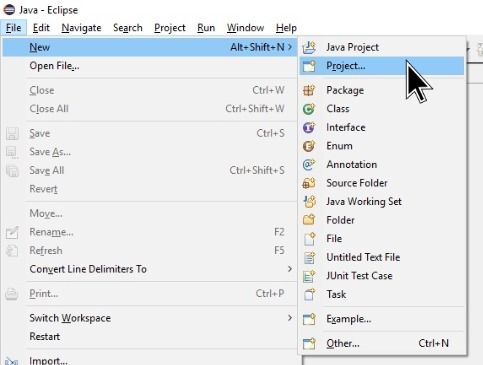 Java - Eclipse
File Edit Navigate Search Project Run Window Help
New Alt+Shift+N >
Open File...
Close Ctrl+W
Close All Ctrl+Shift+W
Save Ctrl+S
Save As...
Save All Ctrl+Shift+S
Revert
Move...
Rename... F2
Refresh F5
Convert Line Delimiters To >
Print... Ctrl+P
Switch Workspace >
Restart
Import...
Java Project
Project...
Package
Class
Interface
Enum
Annotation
Source Folder
Java Working Set
Folder
File
Untitled Text File
JUnit Test Case
Task
Example...
Other... Ctrl+N